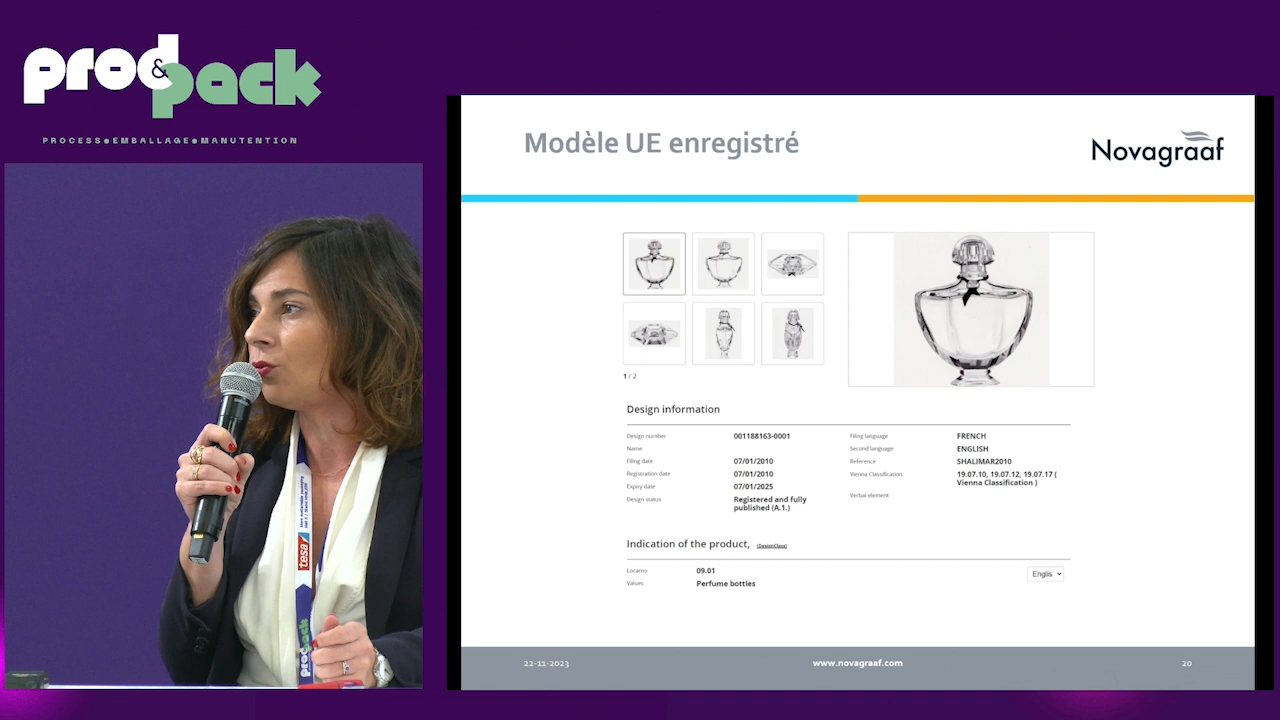 prod&pack
PROCESS●EMBALLAGE●MANUTENTION
Modèle UE enregistré
Novagraaf
1 / 2
Design information
Design number 001188163-0001
Name
Filing date 07/01/2010
Registration date 07/01/2010
Expiry date 07/01/2025
Design status Registered and fully
published (A.1.)
Filing language FRENCH
Second language ENGLISH
Reference SHALIMAR2010
Vienna Classification 19.07.10, 19.07.12, 19.07.17 (
Vienna Classification )
Verbal element
Indication of the product, (DesignClass)
Locarno 09.01
Values Perfume bottles
Englis
22-11-2023
www.novagraaf.com
20
tesa
prod&pack